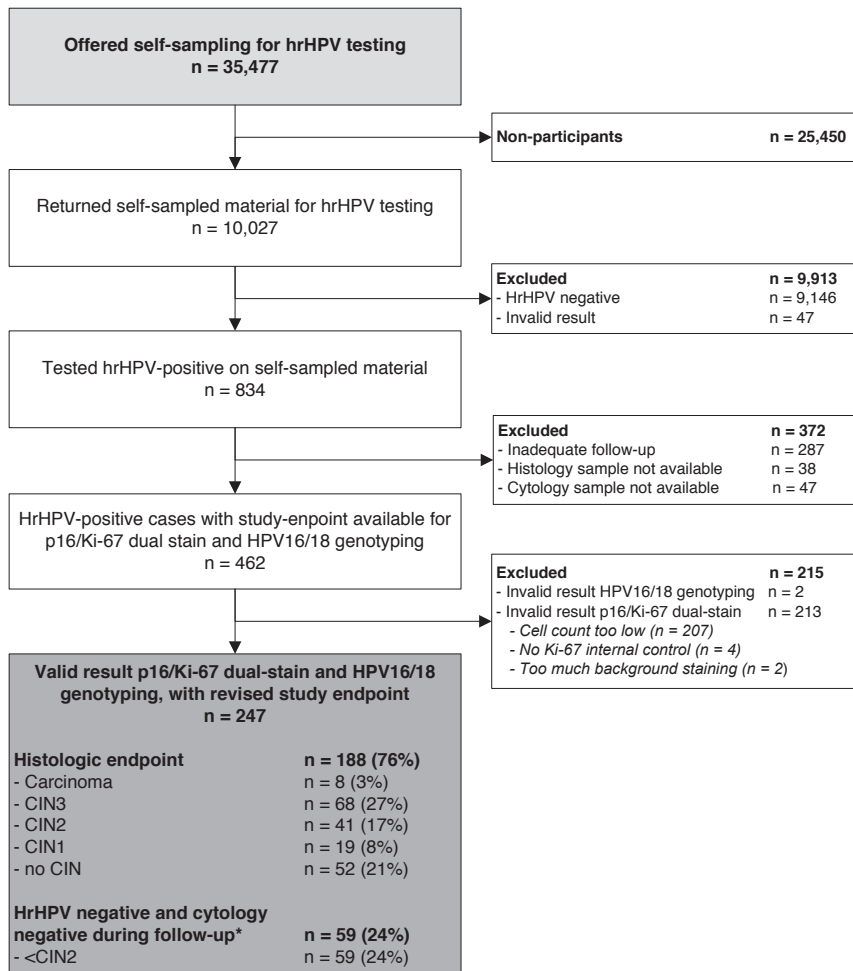 Offered self-sampling for hrHPV testing
n = 35,477
Non-participants n = 25,450
Returned self-sampled material for hrHPV testing
n = 10,027
Excluded n = 9,913
- HrHPV negative n = 9,146
- Invalid result n = 47
Tested hrHPV-positive on self-sampled material
n = 834
Excluded n = 372
- Inadequate follow-up n = 287
- Histology sample not available n = 38
- Cytology sample not available n = 47
HrHPV-positive cases with study-enpoint available for
p16/Ki-67 dual stain and HPV16/18 genotyping
n = 462
Excluded n = 215
- Invalid result HPV16/18 genotyping n = 2
- Invalid result p16/Ki-67 dual-stain n = 213
- Cell count too low (n = 207)
- No Ki-67 internal control (n = 4)
- Too much background staining (n = 2)
Valid result p16/Ki-67 dual-stain and HPV16/18
genotyping, with revised study endpoint
n = 247
Histologic endpoint n = 188 (76%)
- Carcinoma n = 8 (3%)
- CIN3 n = 68 (27%)
- CIN2 n = 41 (17%)
- CIN1 n = 19 (8%)
- no CIN n = 52 (21%)
HrHPV negative and cytology
negative during follow-up* n = 59 (24%)
- <CIN2 n = 59 (24%)